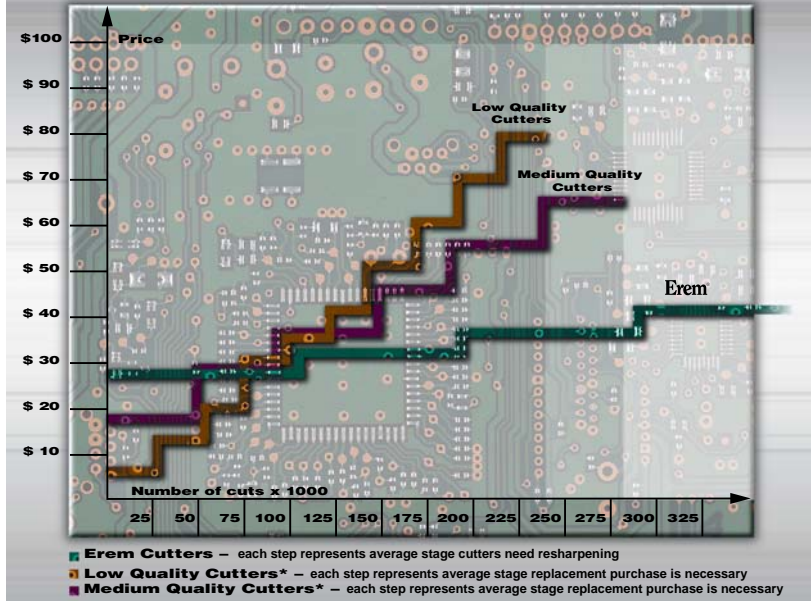 $100
Price
$ 90
$ 80
Low Quality
Cutters
$ 70
Medium Quality
Cutters
$ 60
$ 50
$ 40
Erem
$ 30
$ 20
$ 10
Number of cuts x 1000
25 50 75 100 125 150 175 200 225 250 275 300 325
Erem Cutters – each step represents average stage cutters need resharpening
Low Quality Cutters* – each step represents average stage replacement purchase is necessary
Medium Quality Cutters* – each step represents average stage replacement purchase is necessary